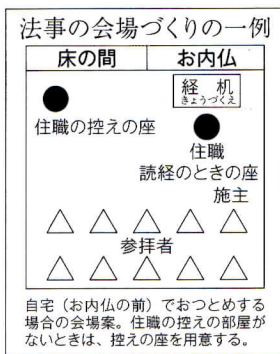 法事の会場づくりの一例
床の間 お内仏
経机
きょうづくえ
住職の控えの座
住職
読経のときの座
施主
参拝者
自宅（お内仏の前）でおつとめする
場合の会場案。住職の控えの部屋が
ないときは、控えの座を用意する。